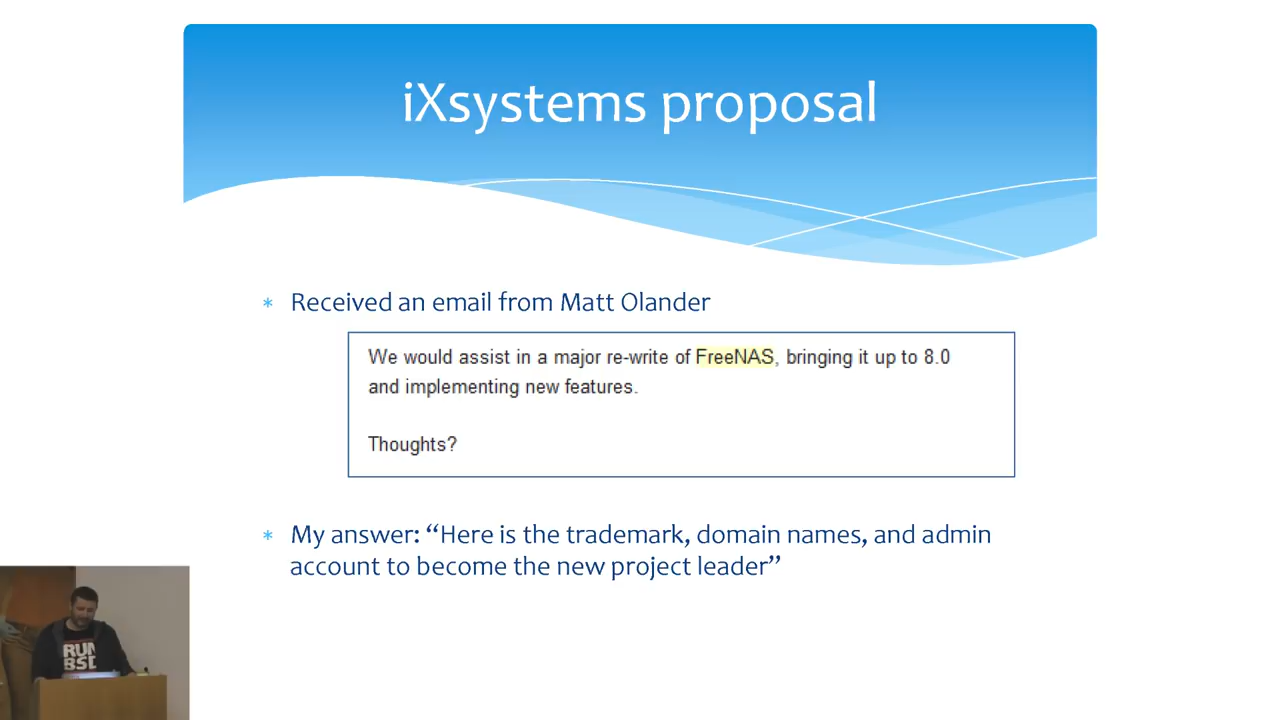 iXsystems proposal
* Received an email from Matt Olander
We would assist in a major re-write of FreeNAS, bringing it up to 8.0
and implementing new features.
Thoughts?
* My answer: “Here is the trademark, domain names, and admin
account to become the new project leader”
RUN
BSD